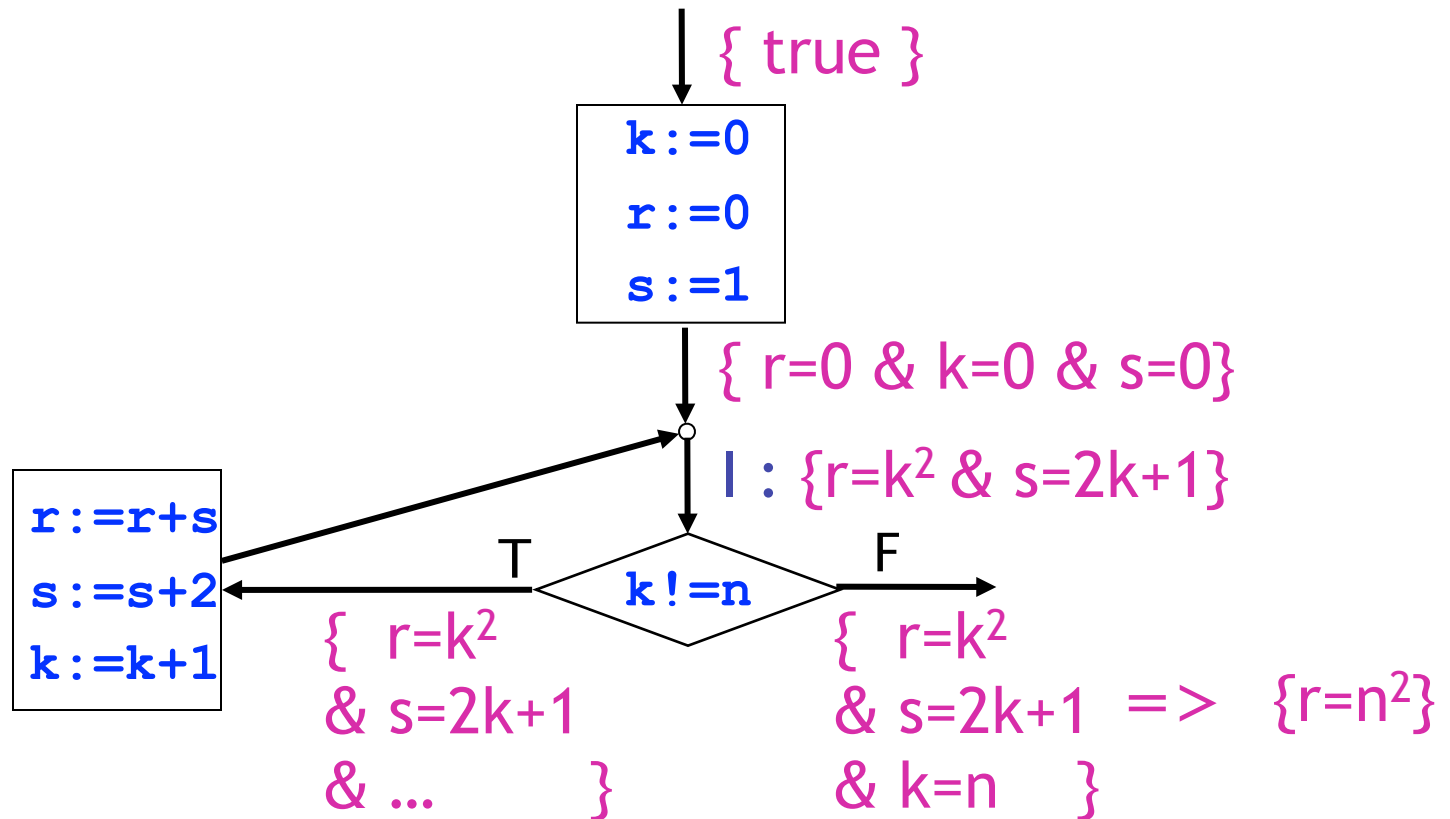 { true }
k:=0
r:=0
s:=1
{ r=0 & k=0 & s=0}
I : {r=k² & s=2k+1}
r:=r+s
s:=s+2
k:=k+1
T
k!=n
F
{ r=k²
& s=2k+1
& ... }
{ r=k²
& s=2k+1
& k=n }
=> {r=n²}